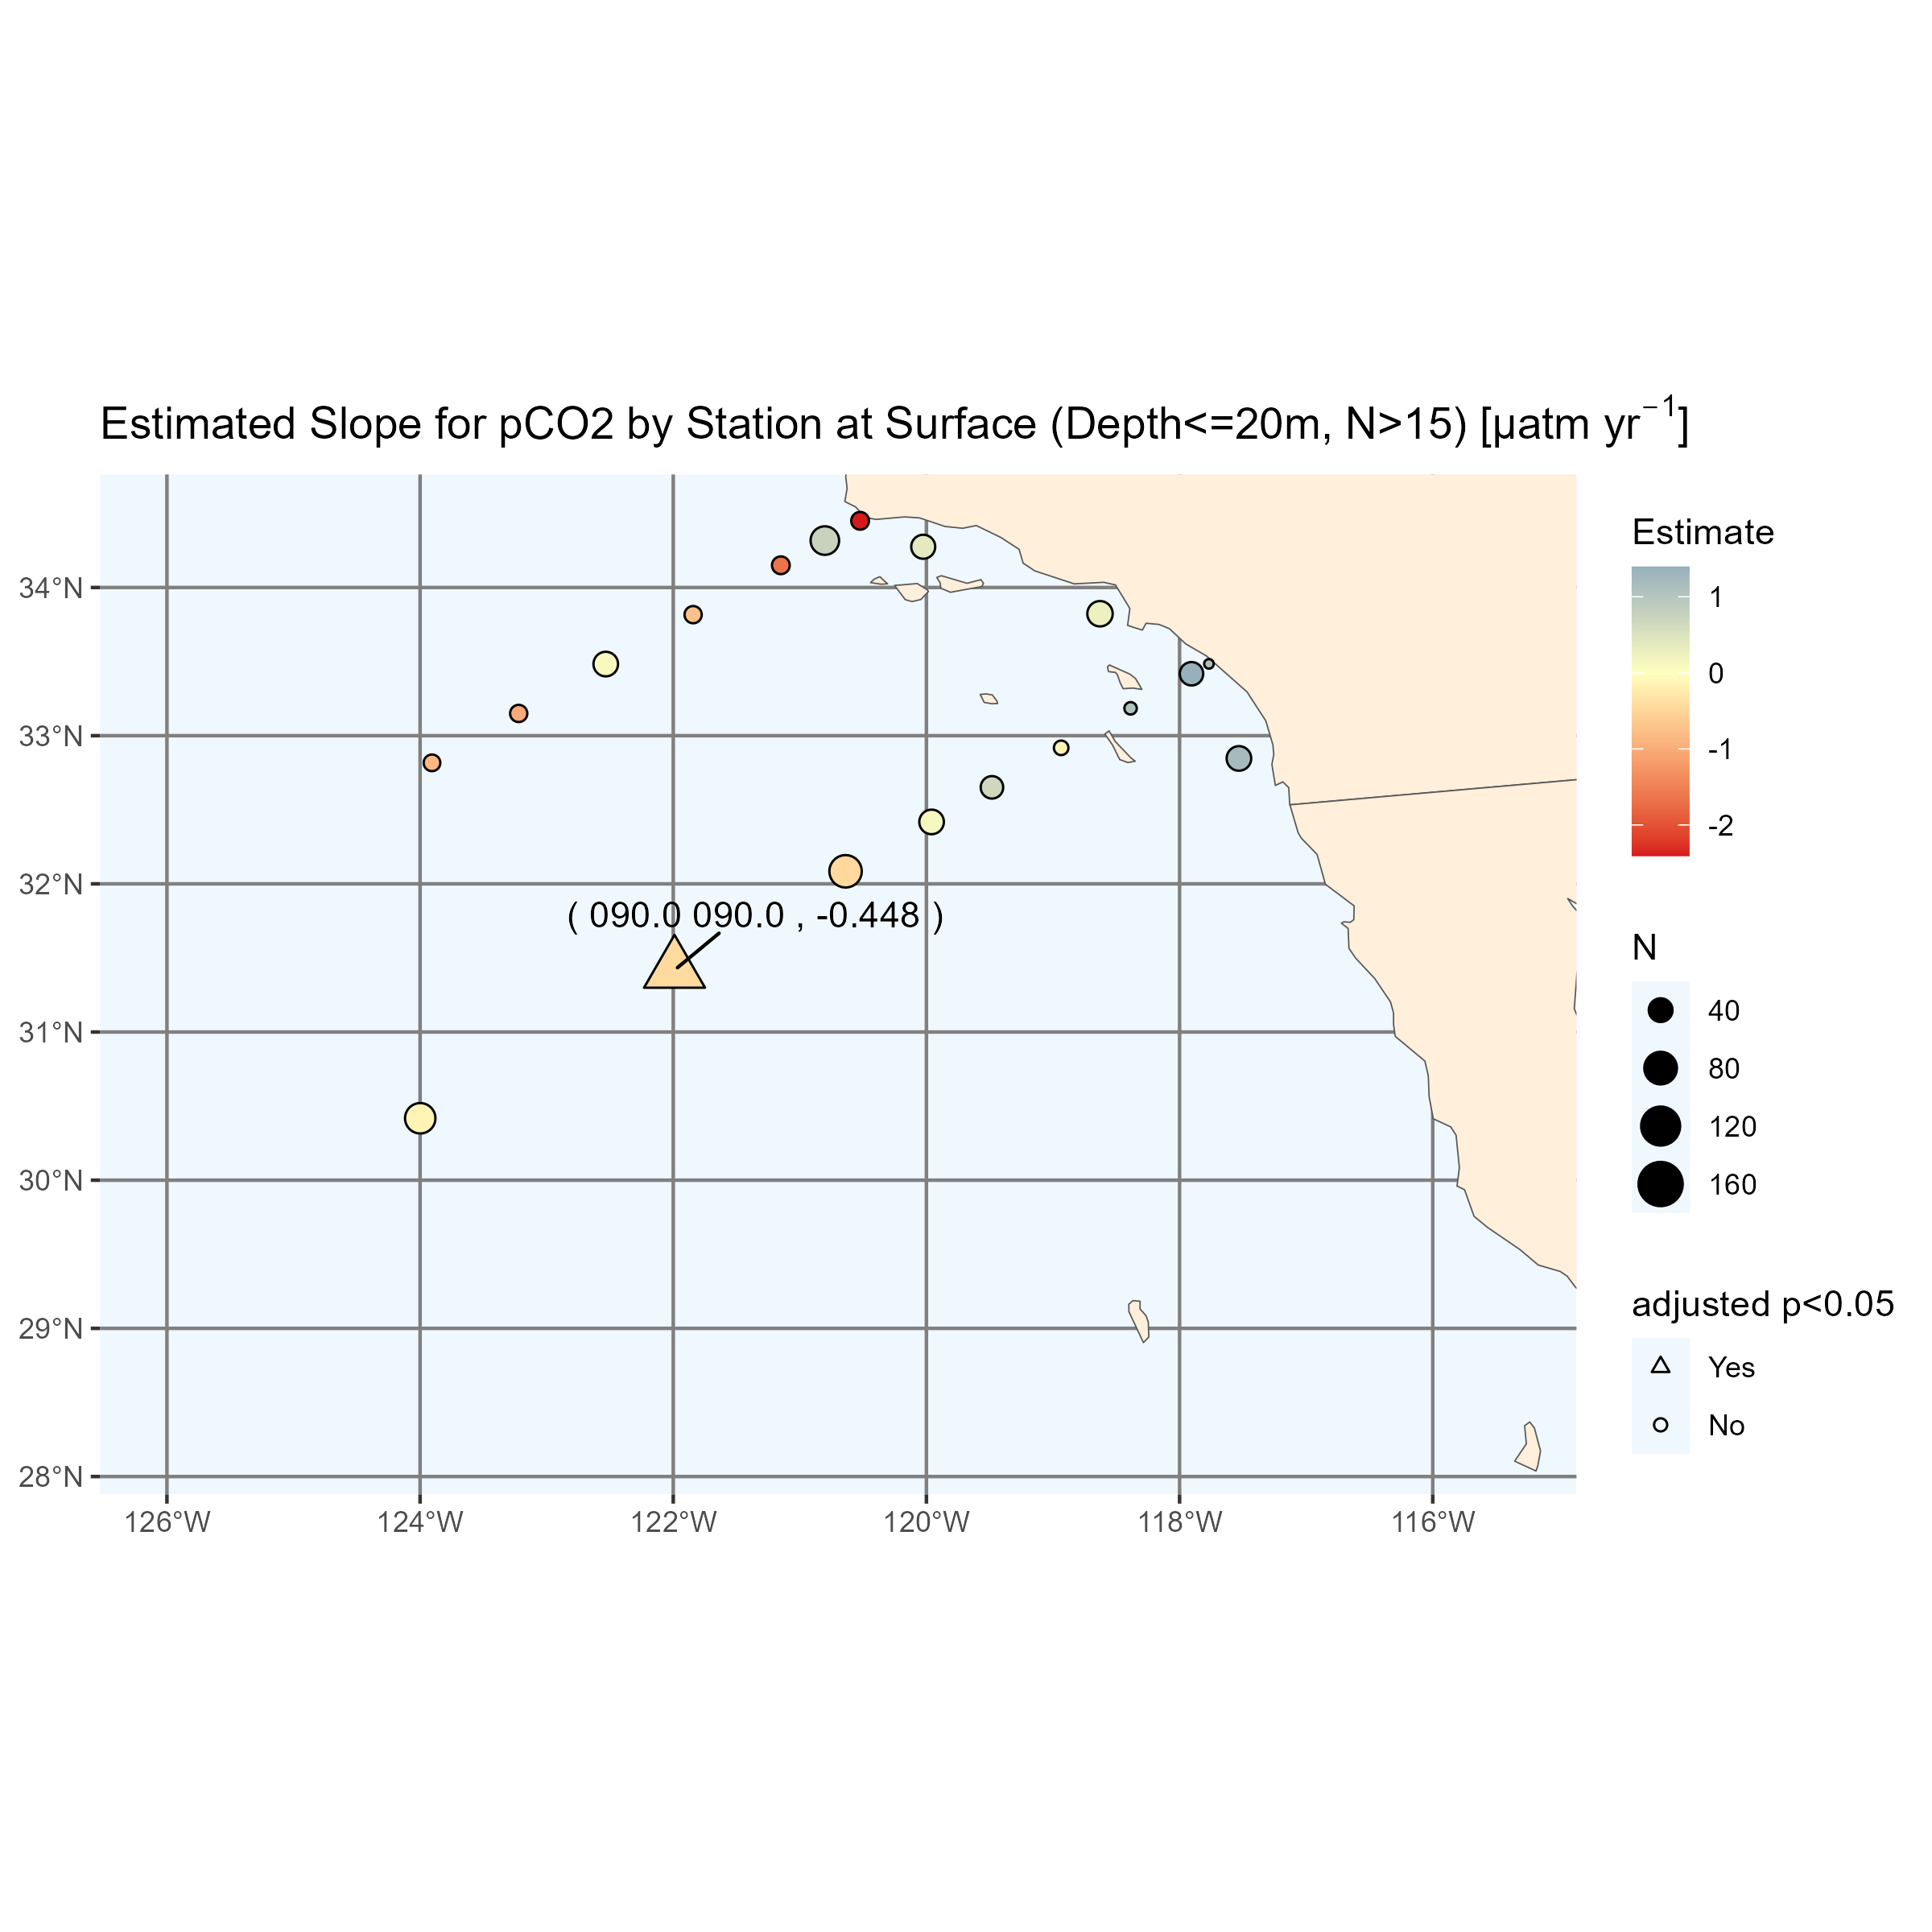 Estimated Slope for pCO2 by Station at Surface (Depth<=20m, N>15) [µatm yr⁻¹]
34°N
33°N
32°N
31°N
30°N
29°N
28°N
126°W 124°W 122°W 120°W 118°W 116°W
( 090.0 090.0 , -0.448 )
Estimate
1
0
-1
-2
N
40
80
120
160
adjusted p<0.05
Yes
No